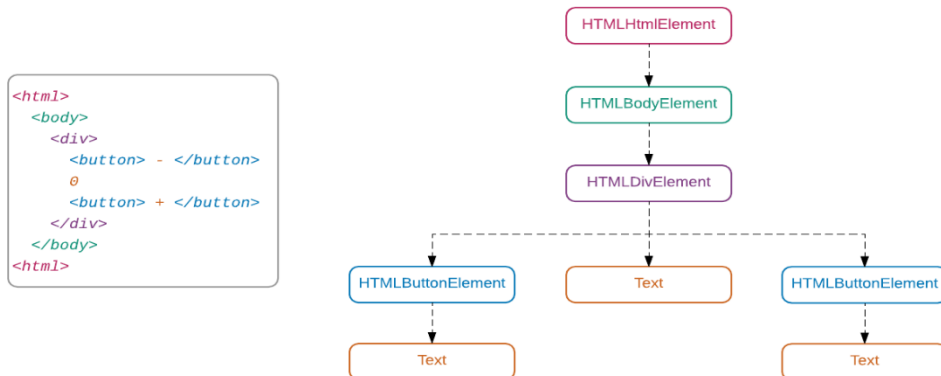 <html>
<body>
<div>
<button> - </button>
0
<button> + </button>
</div>
</body>
<html>
HTMLHtmlElement
HTMLBodyElement
HTMLDivElement
HTMLButtonElement
Text
HTMLButtonElement
Text
Text